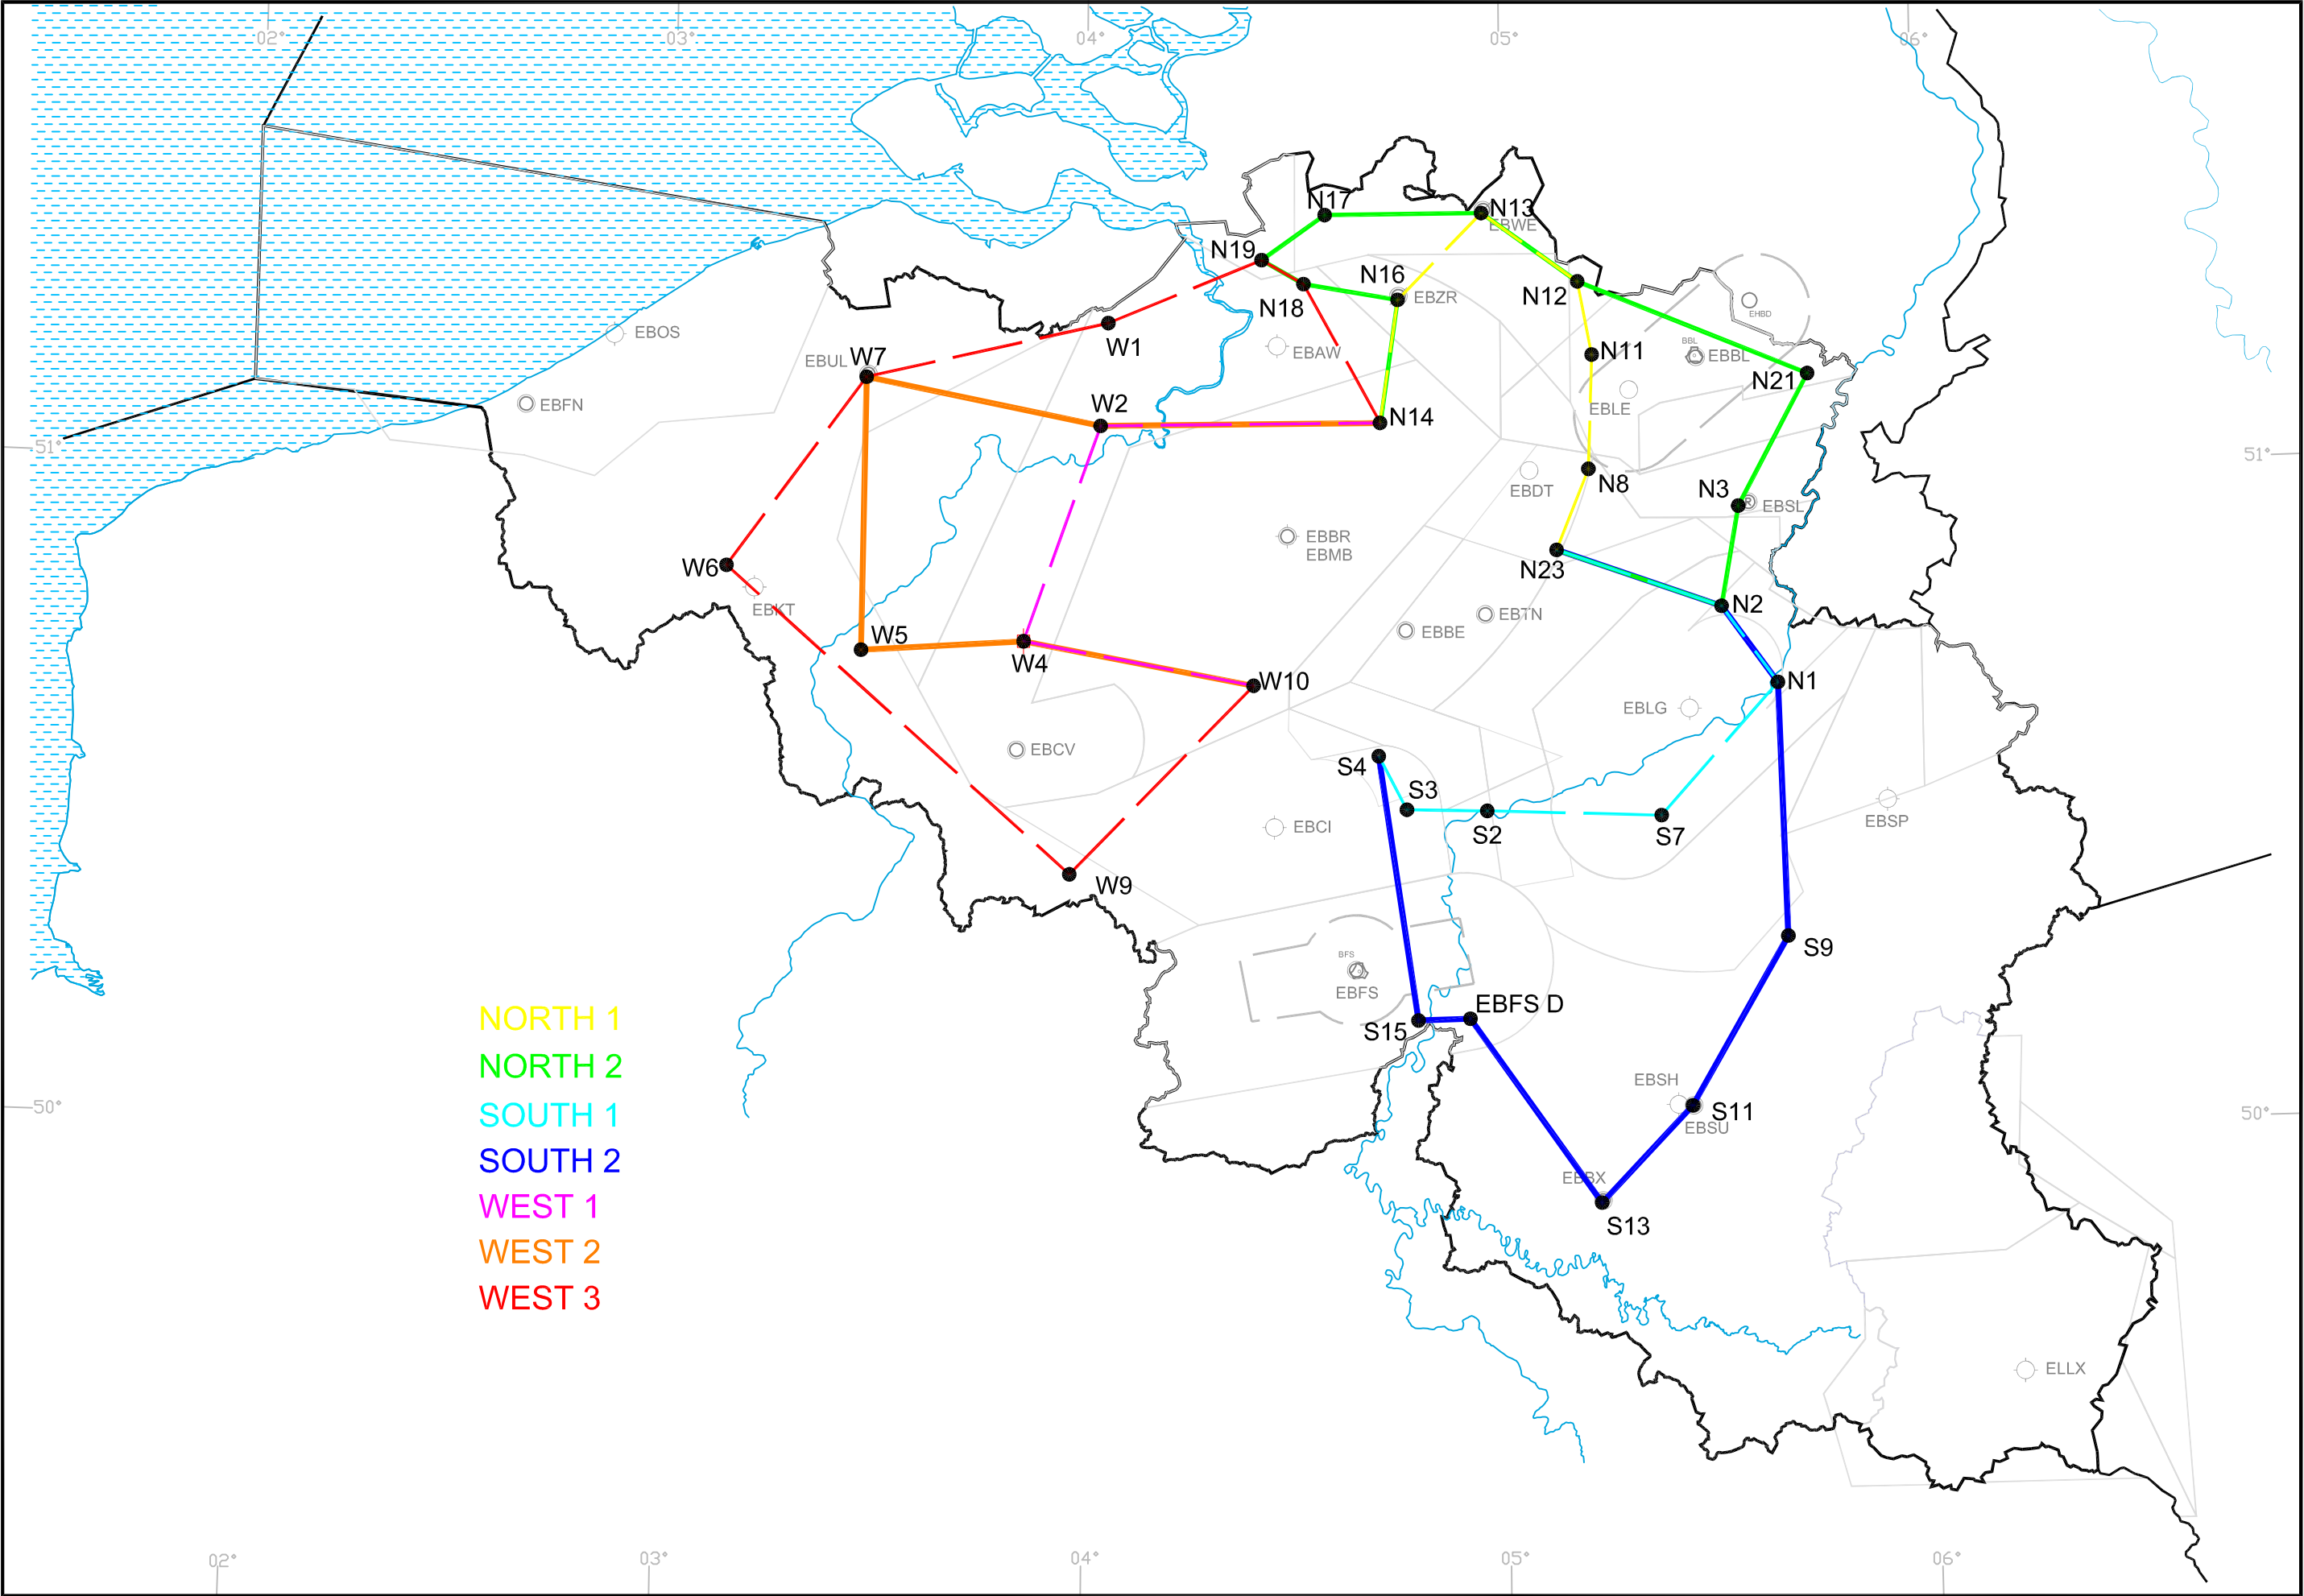 02°
03°
04°
05°
06°
N17
N13
EBWE
N19
N16
N12
N18
EBZR
EHBD
EBOS
W1
EBAW
N11
BBL
EBBL
EBUL
W7
N21
EBFN
W2
EBLE
N14
51°
51°
EBDT
N8
N3
R
EBSL
EBBR
EBMB
W6
N23
EBKT
EBTN
N2
W5
EBBE
W4
W10
N1
EBLG
EBCV
S4
S3
EBCI
S2
S7
EBSP
W9
S9
BFS
EBFS
EBFS D
S15
NORTH 1
NORTH 2
SOUTH 1
SOUTH 2
WEST 1
WEST 2
WEST 3
EBSH
S11
EBSU
50°
50°
EBBX
S13
ELLX
02°
03°
04°
05°
06°